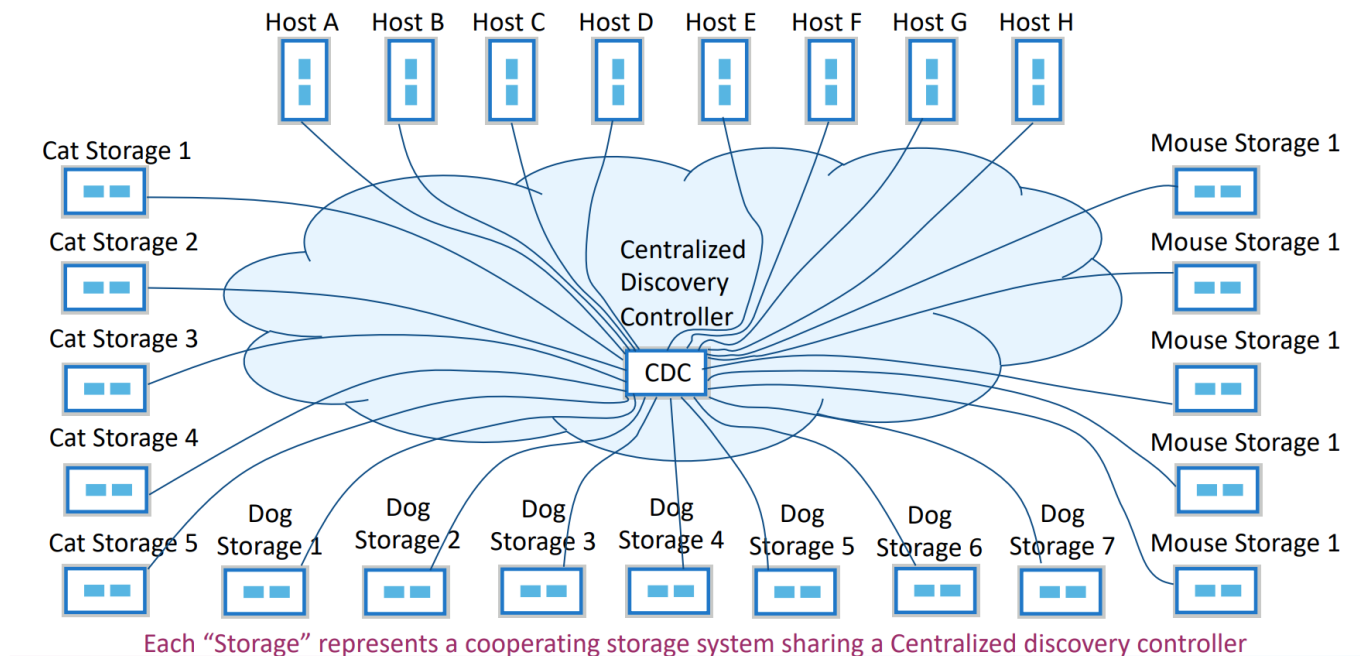 Host A
Host B
Host C
Host D
Host E
Host F
Host G
Host H
Cat Storage 1
Mouse Storage 1
Cat Storage 2
Mouse Storage 1
Centralized
Discovery
Controller
Cat Storage 3
Mouse Storage 1
CDC
Cat Storage 4
Mouse Storage 1
Cat Storage 5
Dog
Storage 1
Dog
Storage 2
Dog
Storage 3
Dog
Storage 4
Dog
Storage 5
Dog
Storage 6
Dog
Storage 7
Mouse Storage 1
Each “Storage” represents a cooperating storage system sharing a Centralized discovery controller